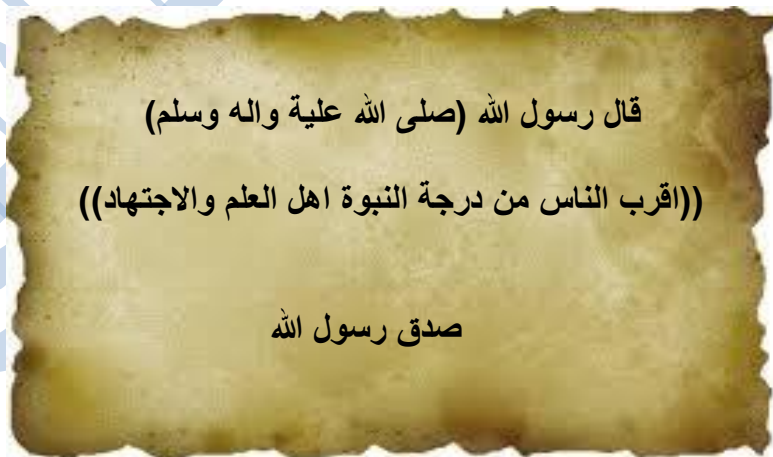 قال رسول الله (صلى الله علية واله وسلم)
((اقرب الناس من درجة النبوة اهل العلم والاجتهاد))
صدق رسول الله